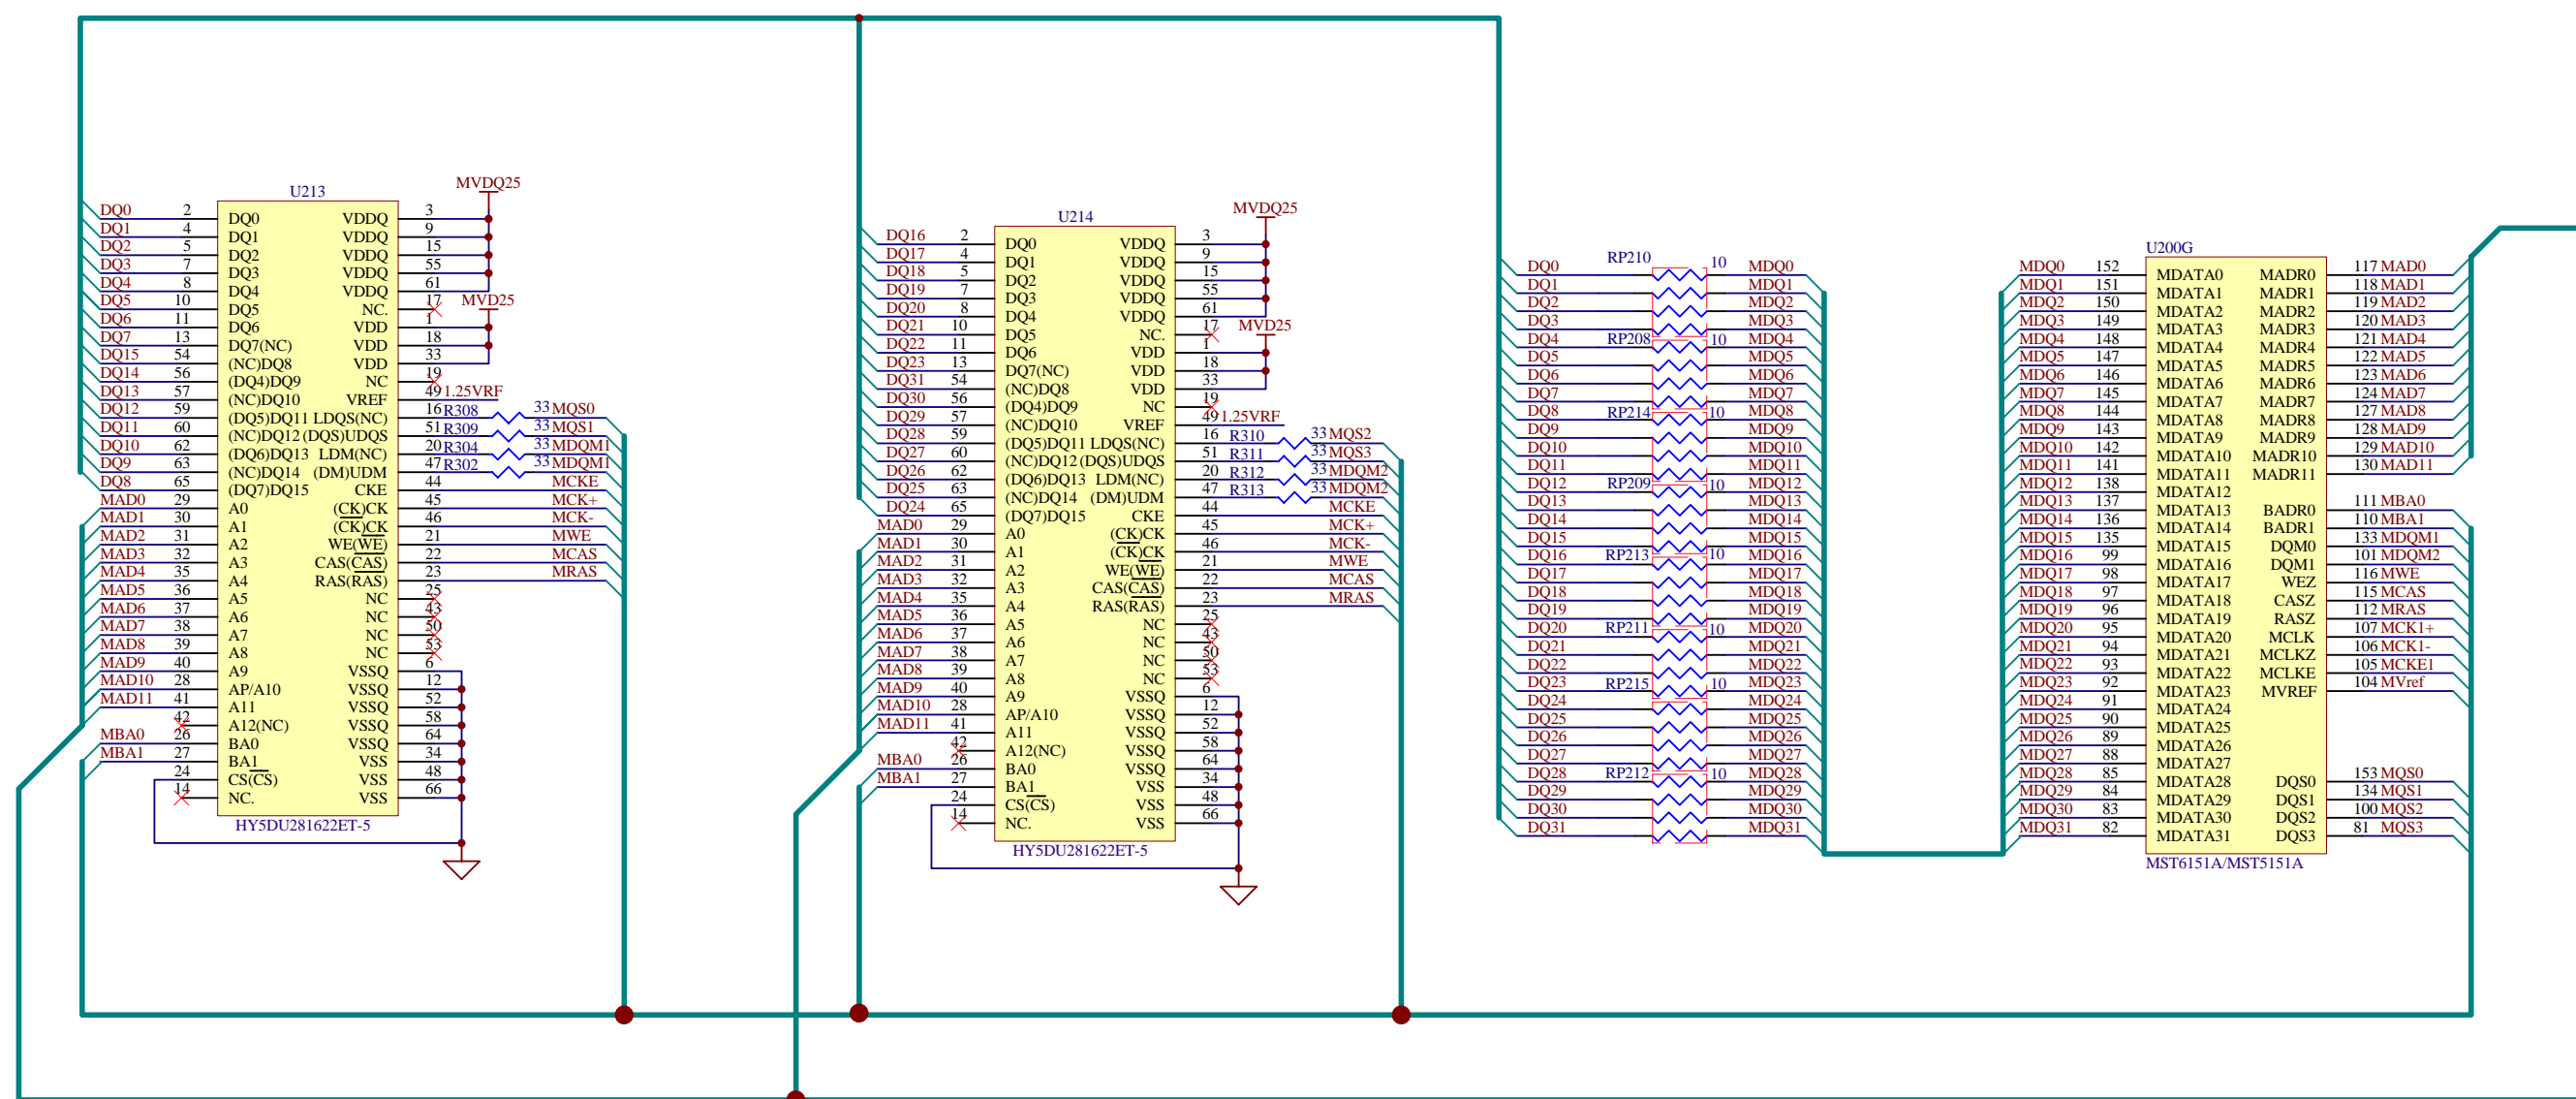 U213
MVDQ25
DQ0 2 DQ0 VDDQ 3
DQ1 4 DQ1 VDDQ 9
DQ2 5 DQ2 VDDQ 15
DQ3 7 DQ3 VDDQ 55
DQ4 8 DQ4 VDDQ 61
DQ5 10 DQ5 NC. 17 MVD25
DQ6 11 DQ6 VDD 1
DQ7 13 DQ7(NC) VDD 18
DQ15 54 (NC)DQ8 VDD 33
DQ14 56 (DQ4)DQ9 NC 19
DQ13 57 (NC)DQ10 VREF 49 1.25VRF
DQ12 59 (DQ5)DQ11 LDQS(NC) 16 R308 33 MQS0
DQ11 60 (NC)DQ12 (DQS)UDQS 51 R309 33 MQS1
DQ10 62 (DQ6)DQ13 LDM(NC) 20 R304 33 MDQM1
DQ9 63 (NC)DQ14 (DM)UDM 47 R302 33 MDQM1
DQ8 65 (DQ7)DQ15 CKE 44 MCKE
MAD0 29 A0 (CK)CK 45 MCK+
MAD1 30 A1 (CK)CK 46 MCK-
MAD2 31 A2 WE(WE) 21 MWE
MAD3 32 A3 CAS(CAS) 22 MCAS
MAD4 35 A4 RAS(RAS) 23 MRAS
MAD5 36 A5 NC 25
MAD6 37 A6 NC 43
MAD7 38 A7 NC 50
MAD8 39 A8 NC 53
MAD9 40 A9 VSSQ 6
MAD10 28 AP/A10 VSSQ 12
MAD11 41 A11 VSSQ 52
42 A12(NC) VSSQ 58
MBA0 26 BA0 VSSQ 64
MBA1 27 BA1 VSS 34
24 CS(CS) VSS 48
14 NC. VSS 66
HY5DU281622ET-5
U214
MVDQ25
DQ16 2 DQ0 VDDQ 3
DQ17 4 DQ1 VDDQ 9
DQ18 5 DQ2 VDDQ 15
DQ19 7 DQ3 VDDQ 55
DQ20 8 DQ4 VDDQ 61
DQ21 10 DQ5 NC. 17 MVD25
DQ22 11 DQ6 VDD 1
DQ23 13 DQ7(NC) VDD 18
DQ31 54 (NC)DQ8 VDD 33
DQ30 56 (DQ4)DQ9 NC 19
DQ29 57 (NC)DQ10 VREF 49 1.25VRF
DQ28 59 (DQ5)DQ11 LDQS(NC) 16 R310 33 MQS2
DQ27 60 (NC)DQ12 (DQS)UDQS 51 R311 33 MQS3
DQ26 62 (DQ6)DQ13 LDM(NC) 20 R312 33 MDQM2
DQ25 63 (NC)DQ14 (DM)UDM 47 R313 33 MDQM2
DQ24 65 (DQ7)DQ15 CKE 44 MCKE
MAD0 29 A0 (CK)CK 45 MCK+
MAD1 30 A1 (CK)CK 46 MCK-
MAD2 31 A2 WE(WE) 21 MWE
MAD3 32 A3 CAS(CAS) 22 MCAS
MAD4 35 A4 RAS(RAS) 23 MRAS
MAD5 36 A5 NC 25
MAD6 37 A6 NC 43
MAD7 38 A7 NC 50
MAD8 39 A8 NC 53
MAD9 40 A9 VSSQ 6
MAD10 28 AP/A10 VSSQ 12
MAD11 41 A11 VSSQ 52
42 A12(NC) VSSQ 58
MBA0 26 BA0 VSSQ 64
MBA1 27 BA1 VSS 34
24 CS(CS) VSS 48
14 NC. VSS 66
HY5DU281622ET-5
DQ0 RP210 10 MDQ0
DQ1 MDQ1
DQ2 MDQ2
DQ3 MDQ3
DQ4 RP208 10 MDQ4
DQ5 MDQ5
DQ6 MDQ6
DQ7 MDQ7
DQ8 RP214 10 MDQ8
DQ9 MDQ9
DQ10 MDQ10
DQ11 MDQ11
DQ12 RP209 10 MDQ12
DQ13 MDQ13
DQ14 MDQ14
DQ15 MDQ15
DQ16 RP213 10 MDQ16
DQ17 MDQ17
DQ18 MDQ18
DQ19 MDQ19
DQ20 RP211 10 MDQ20
DQ21 MDQ21
DQ22 MDQ22
DQ23 RP215 10 MDQ23
DQ24 MDQ24
DQ25 MDQ25
DQ26 MDQ26
DQ27 MDQ27
DQ28 RP212 10 MDQ28
DQ29 MDQ29
DQ30 MDQ30
DQ31 MDQ31
U200G
MDQ0 152 MDATA0 MADR0 117 MAD0
MDQ1 151 MDATA1 MADR1 118 MAD1
MDQ2 150 MDATA2 MADR2 119 MAD2
MDQ3 149 MDATA3 MADR3 120 MAD3
MDQ4 148 MDATA4 MADR4 121 MAD4
MDQ5 147 MDATA5 MADR5 122 MAD5
MDQ6 146 MDATA6 MADR6 123 MAD6
MDQ7 145 MDATA7 MADR7 124 MAD7
MDQ8 144 MDATA8 MADR8 127 MAD8
MDQ9 143 MDATA9 MADR9 128 MAD9
MDQ10 142 MDATA10 MADR10 129 MAD10
MDQ11 141 MDATA11 MADR11 130 MAD11
MDQ12 138 MDATA12
MDQ13 137 MDATA13 BADR0 111 MBA0
MDQ14 136 MDATA14 BADR1 110 MBA1
MDQ15 135 MDATA15 DQM0 133 MDQM1
MDQ16 99 MDATA16 DQM1 101 MDQM2
MDQ17 98 MDATA17 WEZ 116 MWE
MDQ18 97 MDATA18 CASZ 115 MCAS
MDQ19 96 MDATA19 RASZ 112 MRAS
MDQ20 95 MDATA20 MCLK 107 MCK1+
MDQ21 94 MDATA21 MCLKZ 106 MCK1-
MDQ22 93 MDATA22 MCLKE 105 MCKE1
MDQ23 92 MDATA23 MVREF 104 MVref
MDQ24 91 MDATA24
MDQ25 90 MDATA25
MDQ26 89 MDATA26
MDQ27 88 MDATA27
MDQ28 85 MDATA28 DQS0 153 MQS0
MDQ29 84 MDATA29 DQS1 134 MQS1
MDQ30 83 MDATA30 DQS2 100 MQS2
MDQ31 82 MDATA31 DQS3 81 MQS3
MST6151A/MST5151A